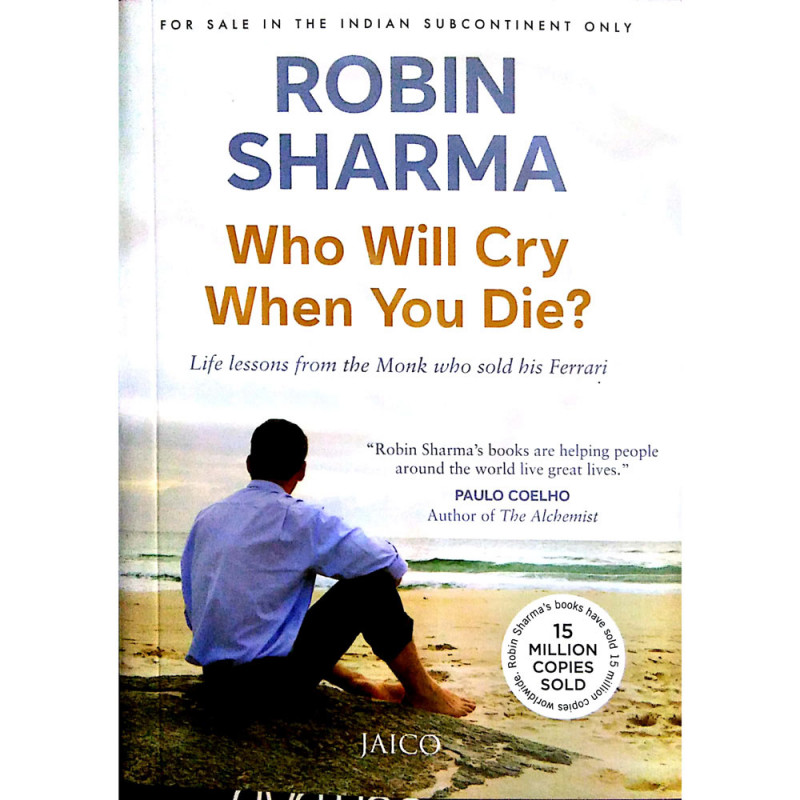 FOR SALE IN THE INDIAN SUBCONTINENT ONLY
ROBIN
SHARMA
Who Will Cry
When You Die?
Life lessons from the Monk who sold his Ferrari
“Robin Sharma’s books are helping people
around the world live great lives.”
PAULO COELHO
Author of The Alchemist
Robin Sharma's books have sold 15 million copies worldwide.
15
MILLION
COPIES
SOLD
JAICO